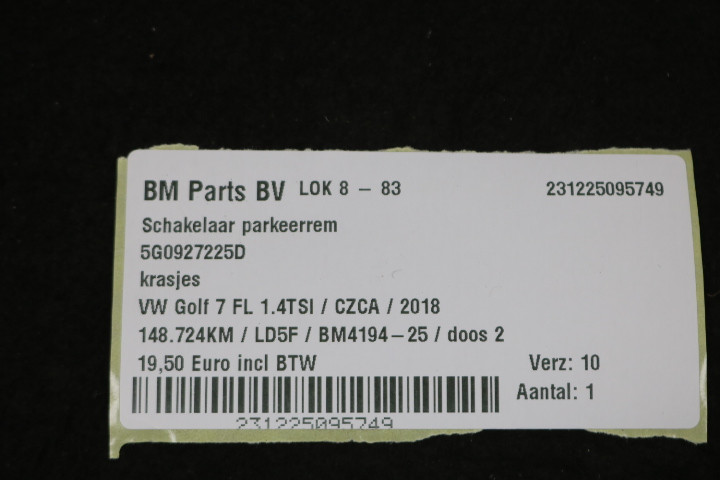 BM Parts BV LOK 8 – 83 231225095749
Schakelaar parkeerrem
5G0927225D
krasjes
VW Golf 7 FL 1.4TSI / CZCA / 2018
148.724KM / LD5F / BM4194–25 / doos 2
19,50 Euro incl BTW Verz: 10
Aantal: 1
231225095749